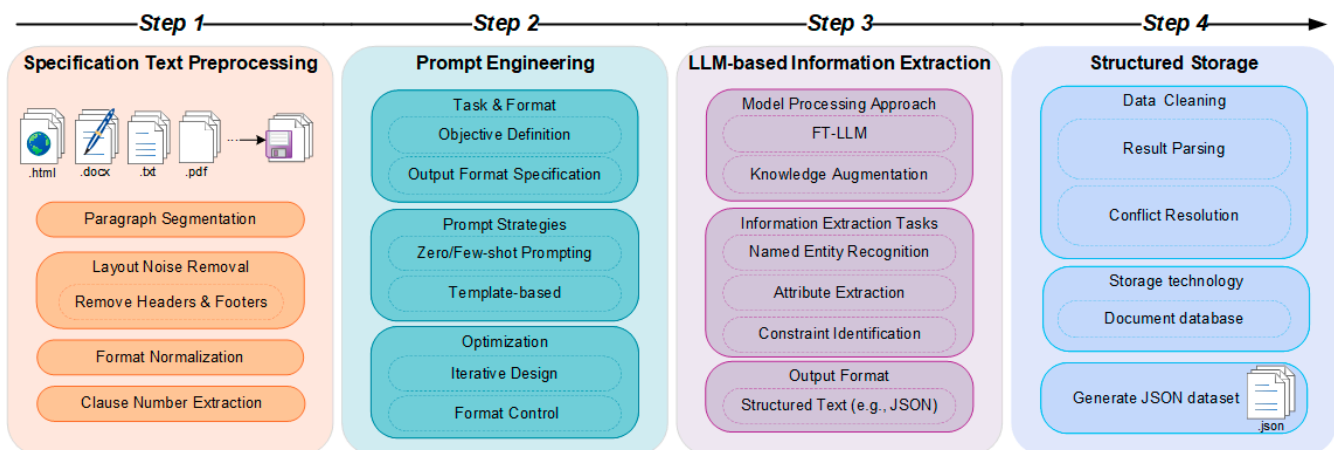 Step 1
Step 2
Step 3
Step 4
Specification Text Preprocessing
.html
.docx
.txt
.pdf
Paragraph Segmentation
Layout Noise Removal
Remove Headers & Footers
Format Normalization
Clause Number Extraction
Prompt Engineering
Task & Format
Objective Definition
Output Format Specification
Prompt Strategies
Zero/Few-shot Prompting
Template-based
Optimization
Iterative Design
Format Control
LLM-based Information Extraction
Model Processing Approach
FT-LLM
Knowledge Augmentation
Information Extraction Tasks
Named Entity Recognition
Attribute Extraction
Constraint Identification
Output Format
Structured Text (e.g., JSON)
Structured Storage
Data Cleaning
Result Parsing
Conflict Resolution
Storage technology
Document database
Generate JSON dataset
.json